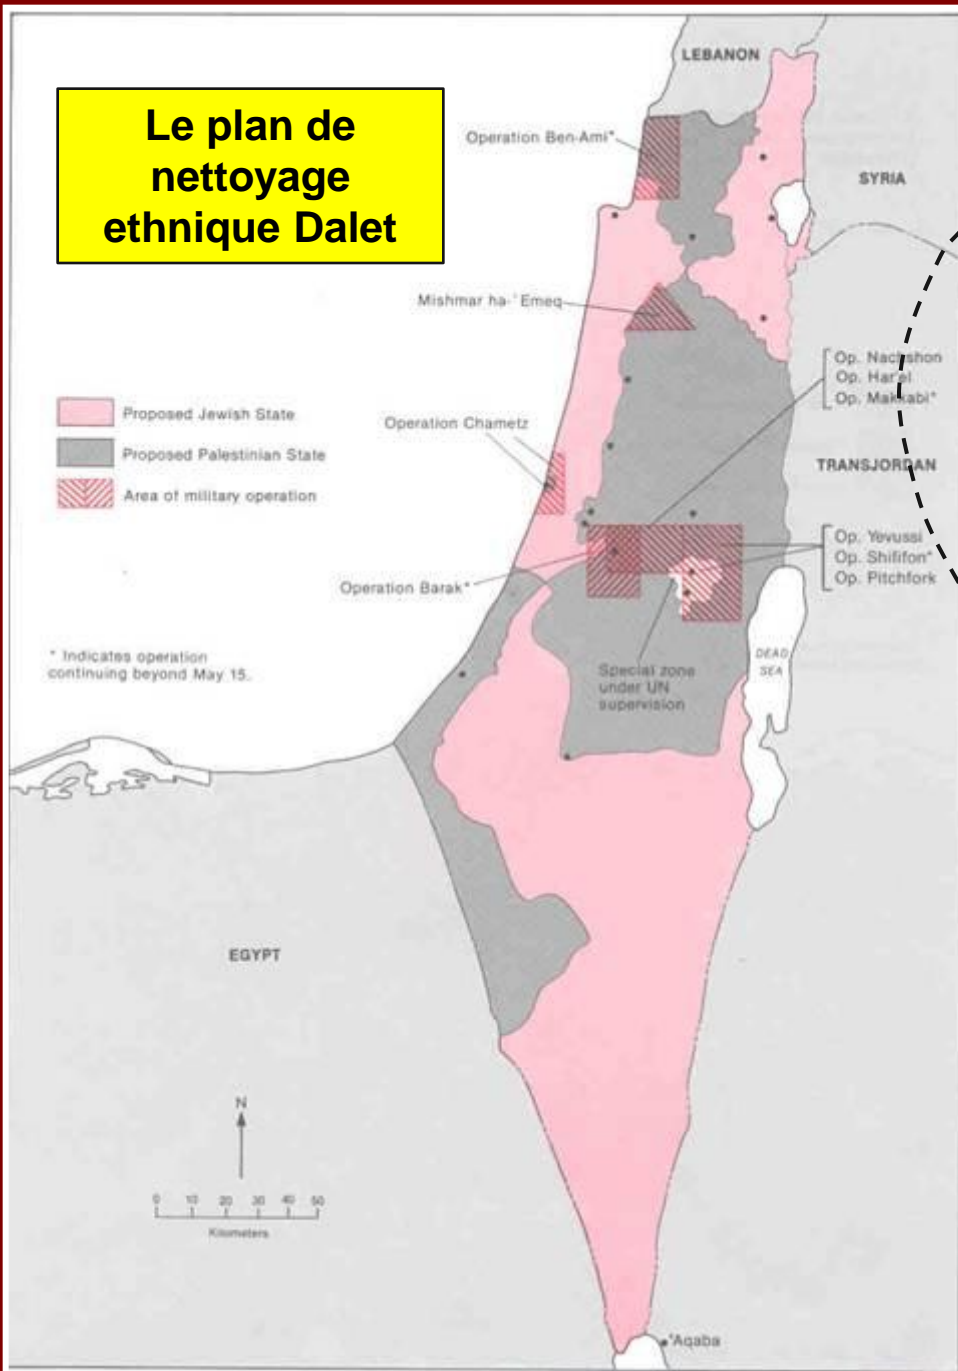 Le plan de
nettoyage
ethnique Dalet
LEBANON
Operation Ben-Ami*
SYRIA
Mishmar ha-'Emeq
Op. Nachshon
Op. Har'el
Op. Makkabi*
Proposed Jewish State
Operation Chametz
Proposed Palestinian State
TRANSJORDAN
Area of military operation
Op. Yevussi
Op. Shififon*
Op. Pitchfork
Operation Barak*
* Indicates operation
continuing beyond May 15.
DEAD
SEA
Special zone
under UN
supervision
EGYPT
N
0 10 20 30 40 50
Kilometers
'Aqaba